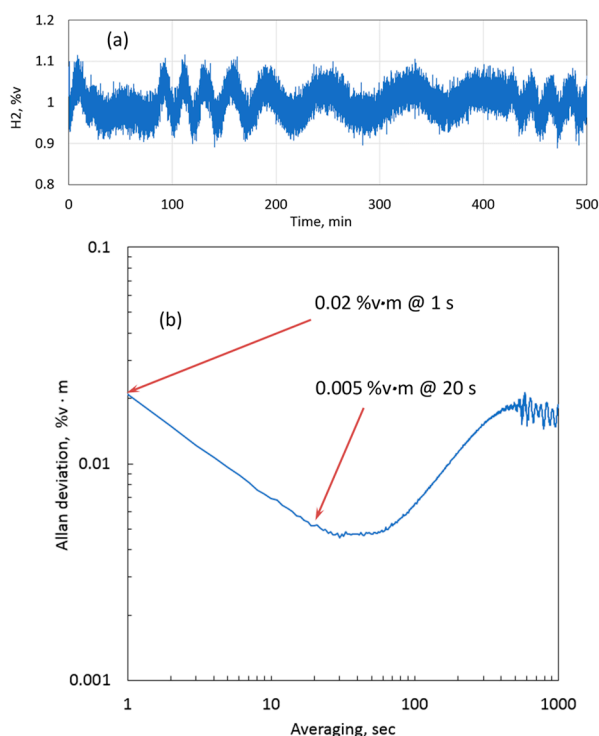 (a)
H2, %v
1.2
1.1
1
0.9
0.8
0 100 200 300 400 500
Time, min
(b)
Allan deviation, %v · m
0.1
0.02 %v·m @ 1 s
0.005 %v·m @ 20 s
0.01
0.001
1 10 100 1000
Averaging, sec